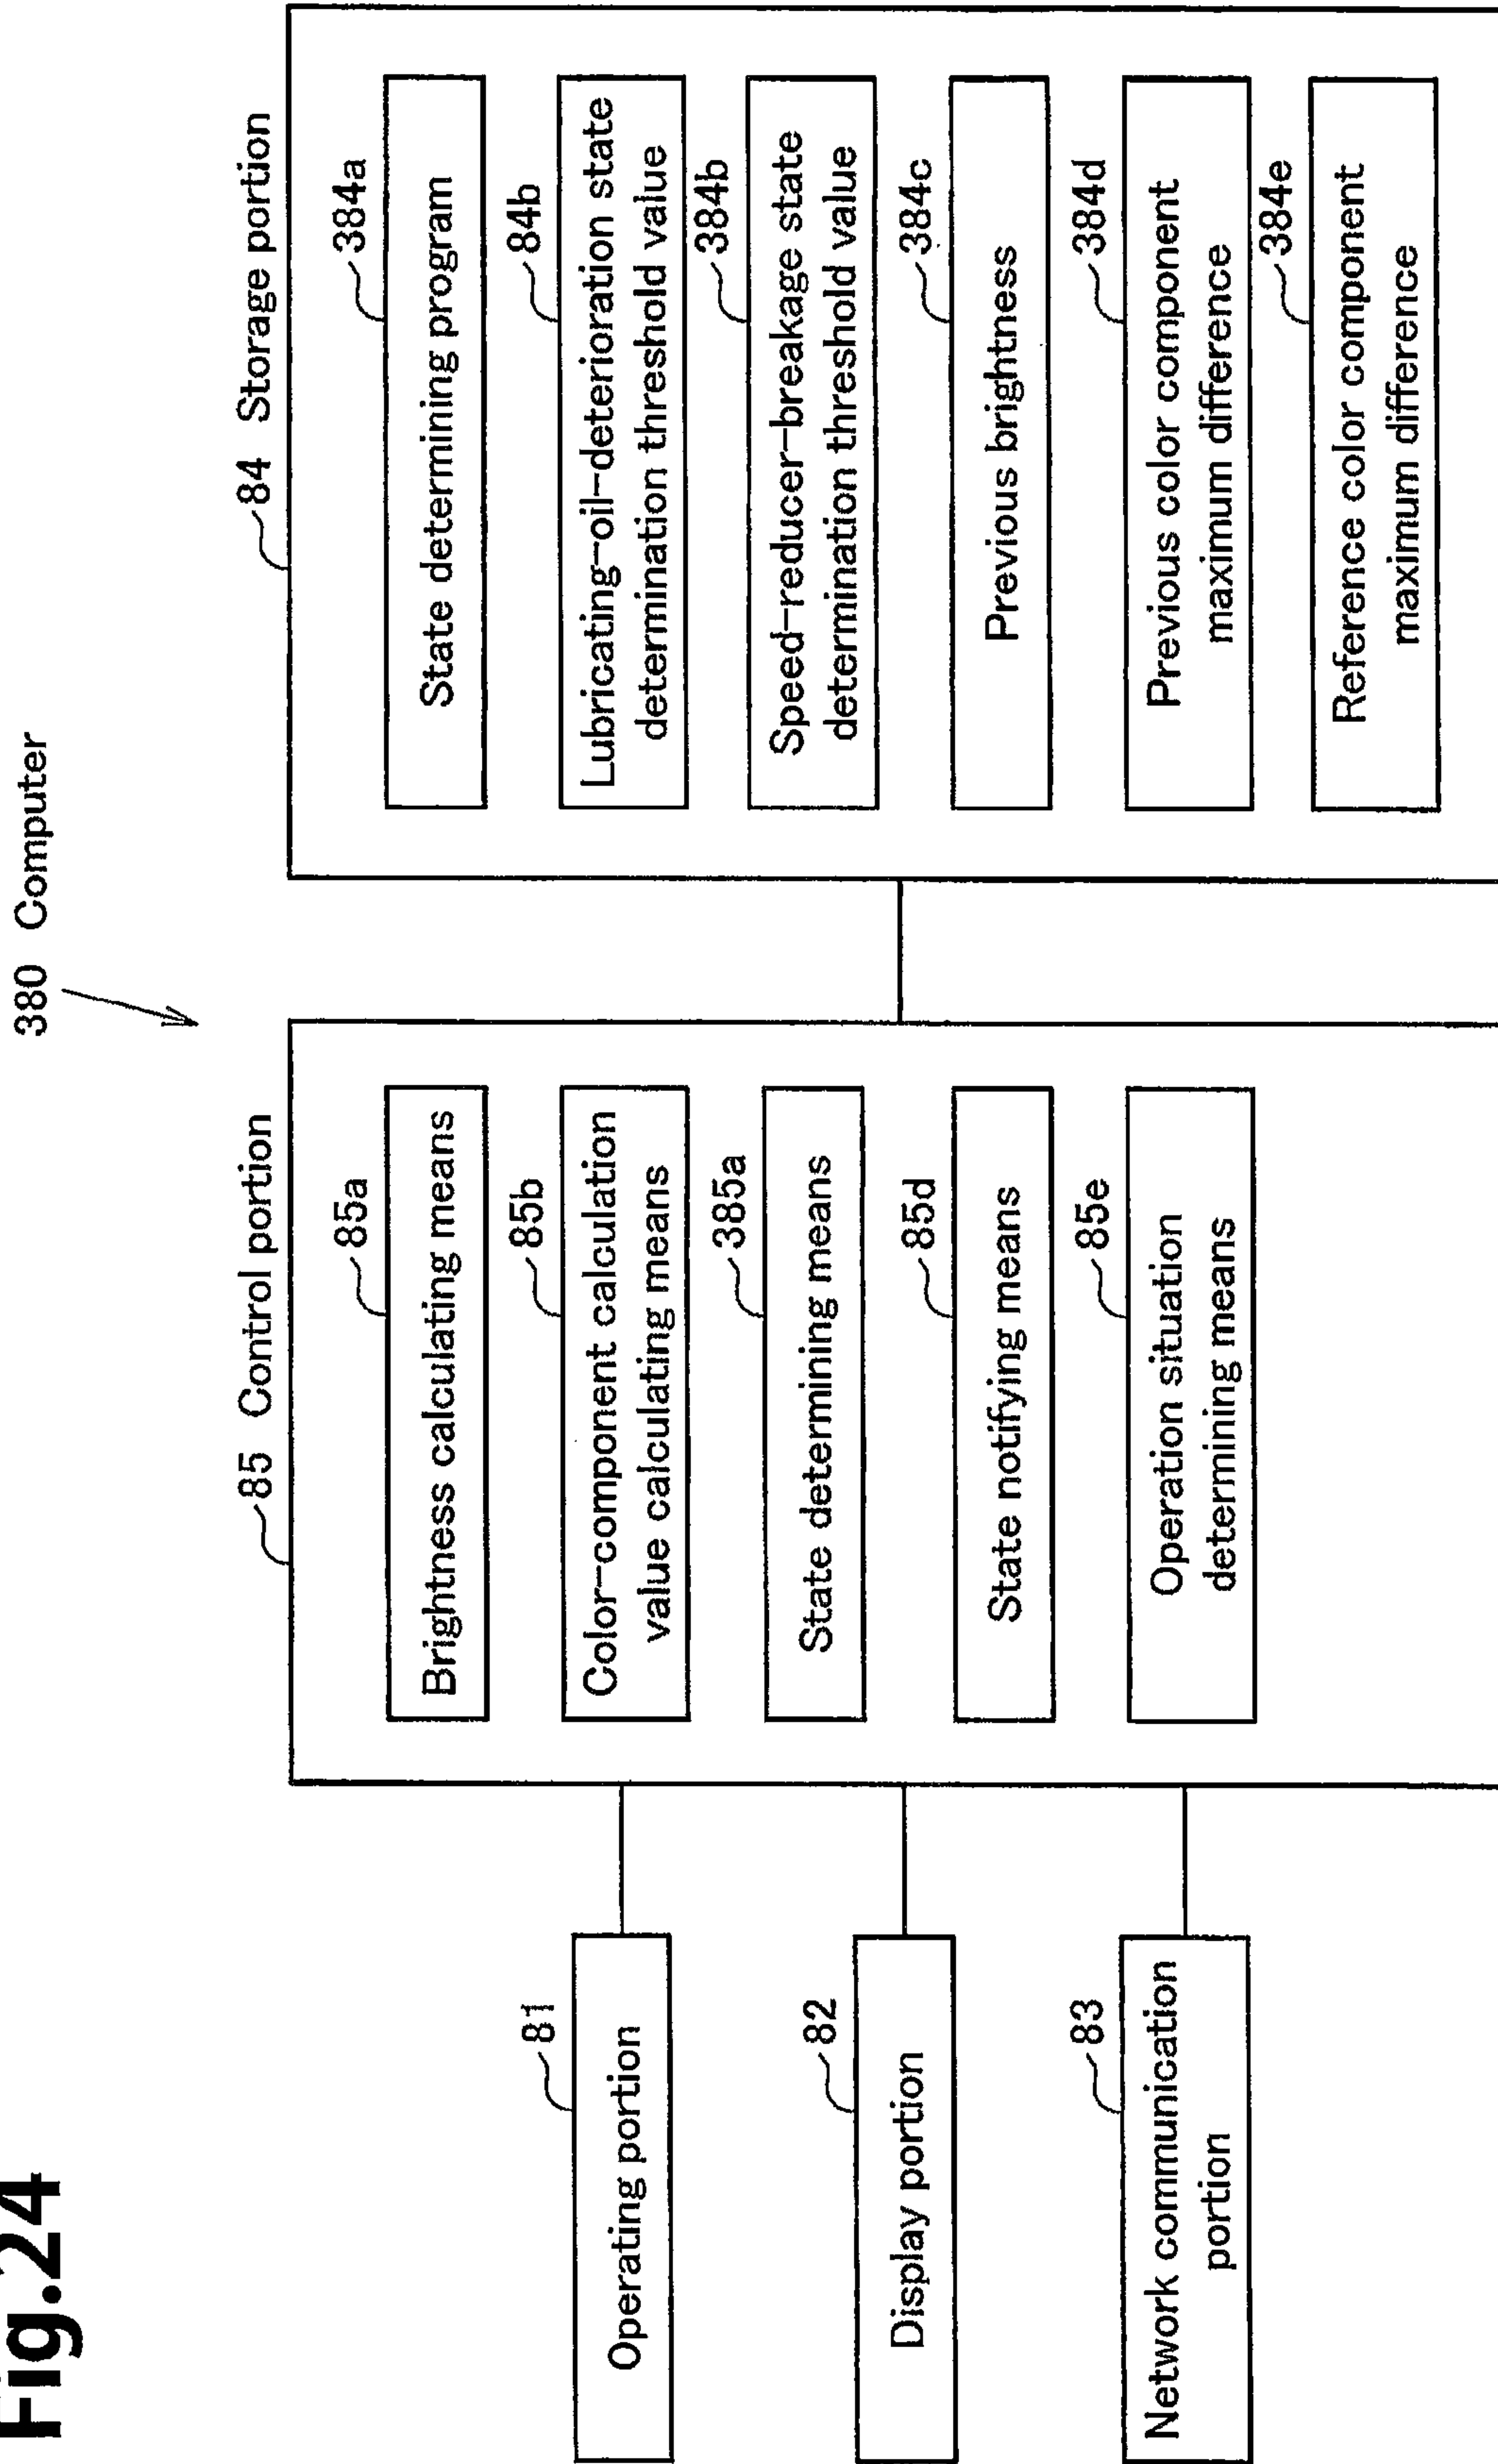 Fig.24
380 Computer
81
Operating portion
82
Display portion
83
Network communication
portion
85 Control portion
85a
Brightness calculating means
85b
Color-component calculation
value calculating means
385a
State determining means
85d
State notifying means
85e
Operation situation
determining means
84 Storage portion
384a
State determining program
84b
Lubricating-oil-deterioration state
determination threshold value
384b
Speed-reducer-breakage state
determination threshold value
384c
Previous brightness
384d
Previous color component
maximum difference
384e
Reference color component
maximum difference